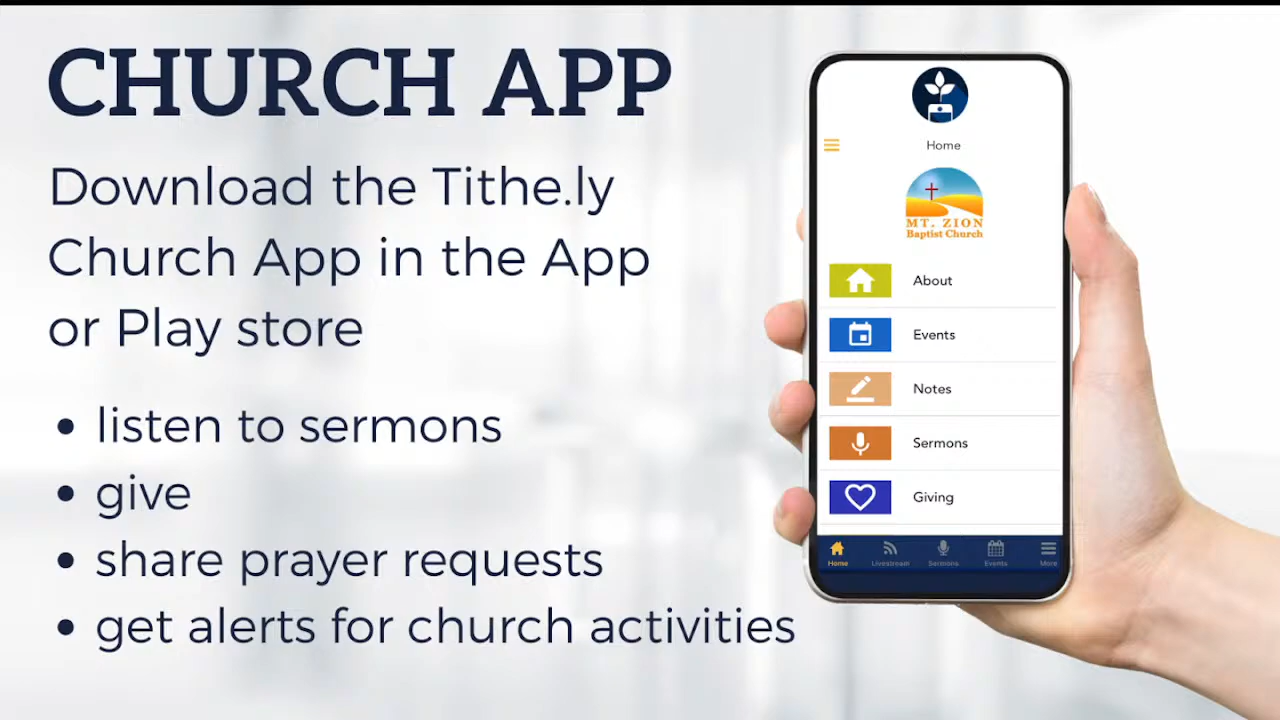 CHURCH APP
Download the Tithe.ly
Church App in the App
or Play store
• listen to sermons
• give
• share prayer requests
• get alerts for church activities
Home
MT. ZION
Baptist Church
About
Events
Notes
Sermons
Giving
Home Livestream Sermons Events More